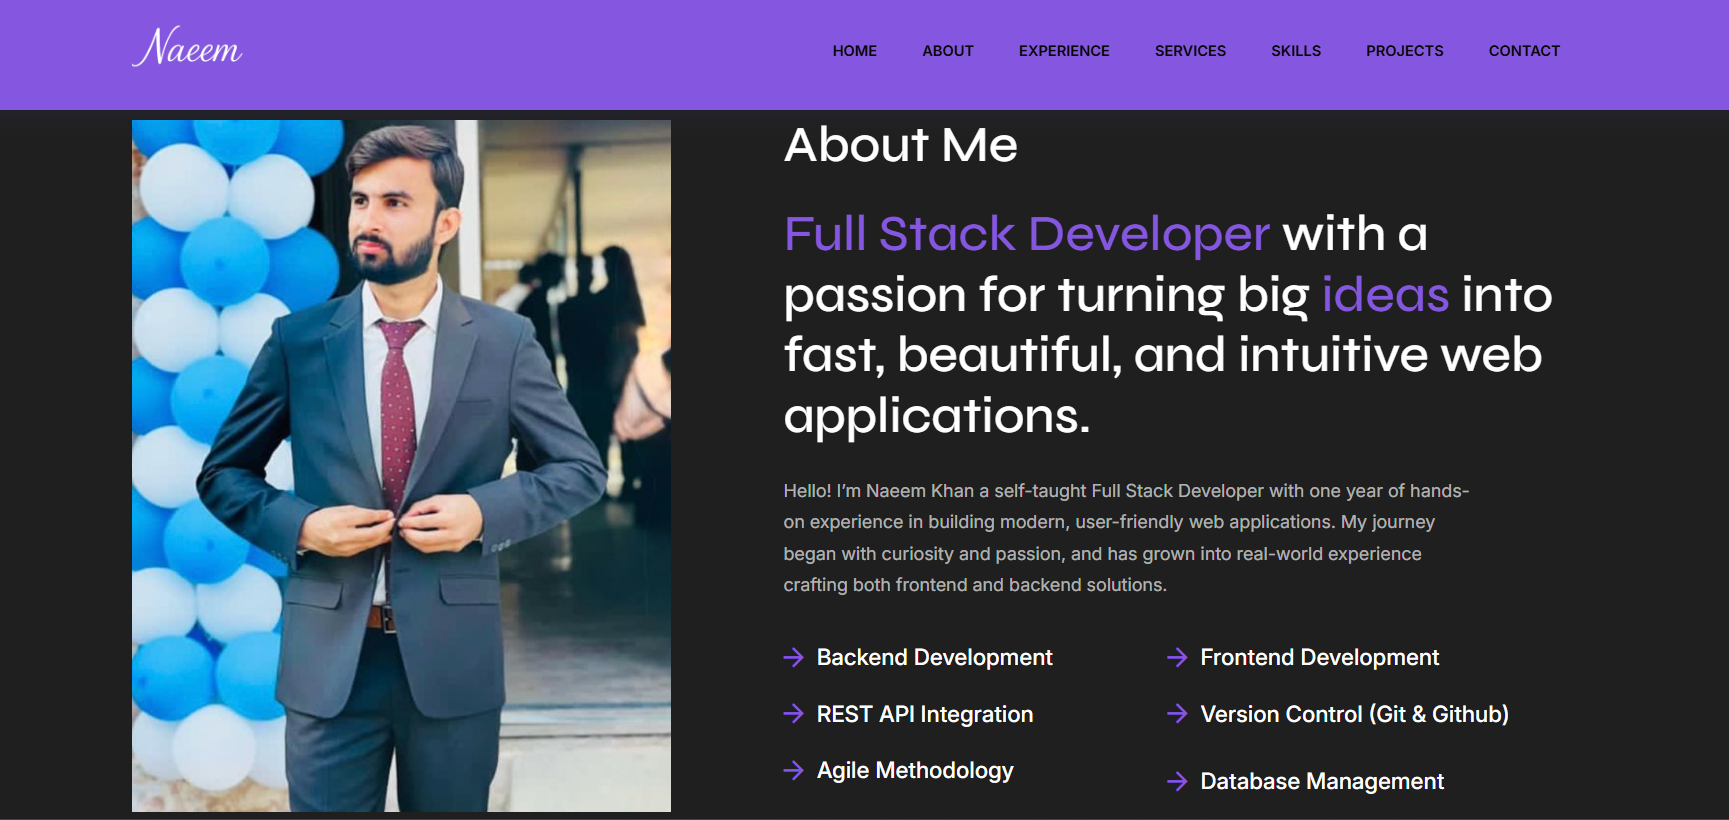 Naeem
HOME ABOUT EXPERIENCE SERVICES SKILLS PROJECTS CONTACT
About Me
Full Stack Developer with a
passion for turning big ideas into
fast, beautiful, and intuitive web
applications.
Hello! I’m Naeem Khan a self-taught Full Stack Developer with one year of hands-
on experience in building modern, user-friendly web applications. My journey
began with curiosity and passion, and has grown into real-world experience
crafting both frontend and backend solutions.
Backend Development
Frontend Development
REST API Integration
Version Control (Git & Github)
Agile Methodology
Database Management